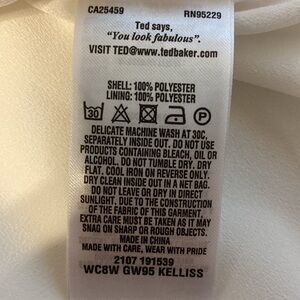 CA25459 RN95229
Ted says,
"You look fabulous".
VISIT TED@www.tedbaker.com
SHELL: 100% POLYESTER
LINING: 100% POLYESTER
30 P
DELICATE MACHINE WASH AT 30C.
SEPARATELY INSIDE OUT. DO NOT USE
PRODUCTS CONTAINING BLEACH, OIL OR
ALCOHOL. DO NOT TUMBLE DRY. DRY
FLAT. COOL IRON ON REVERSE ONLY.
DRY CLEAN INSIDE OUT IN A NET BAG.
DO NOT LEAVE OR DRY IN DIRECT
SUNLIGHT. DUE TO THE CONSTRUCTION
OF THE FABRIC OF THIS GARMENT.
EXTRA CARE MUST BE TAKEN AS IT MAY
SNAG ON SHARP OR ROUGH OBJECTS.
MADE IN CHINA
MADE WITH CARE, WEAR WITH PRIDE
2107 191539
WC8W GW95 KELLISS